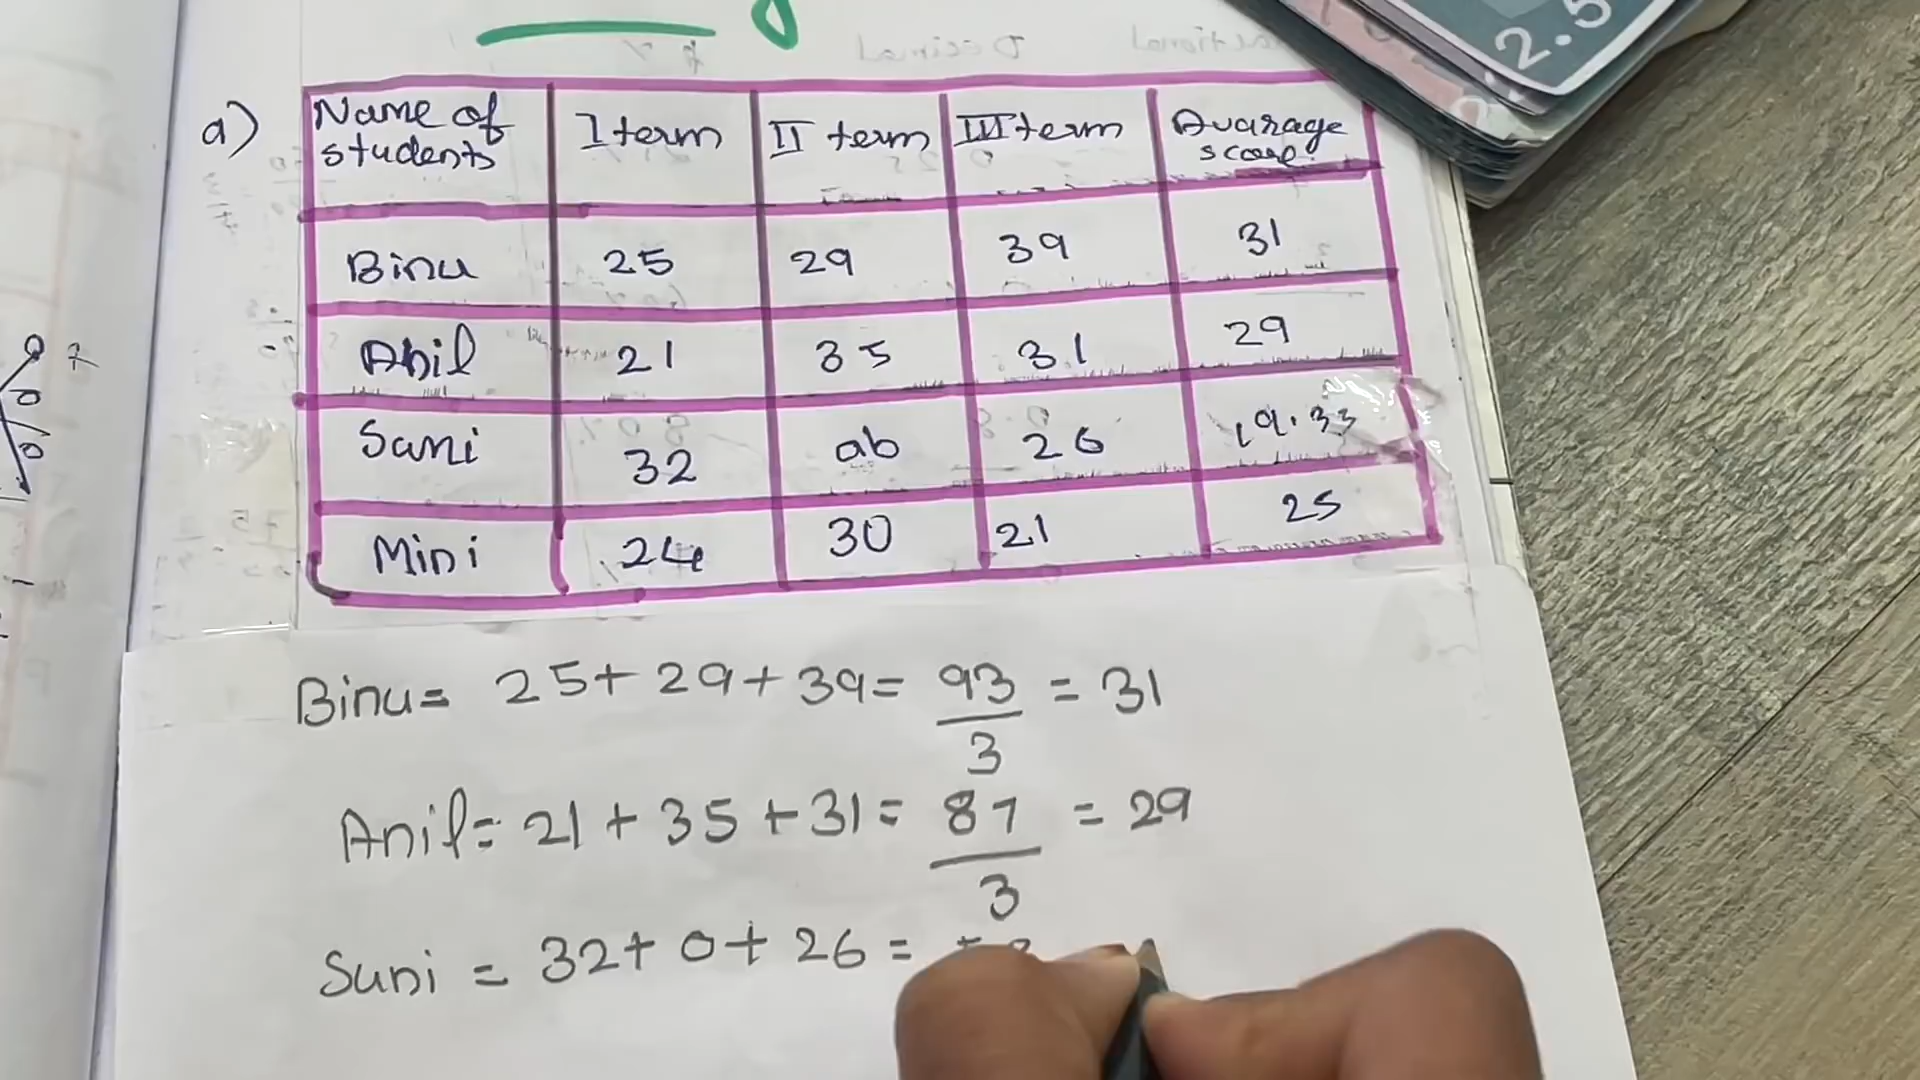 a)
Name of students
I term
II term
III term
Avarage score
Binu 25 29 39 31
Anil 21 35 31 29
Suni 32 ab 26 19.33
Mini 24 30 21 25
Binu = 25 + 29 + 39 = 93/3 = 31
Anil = 21 + 35 + 31 = 87/3 = 29
Suni = 32 + 0 + 26 =
2.5